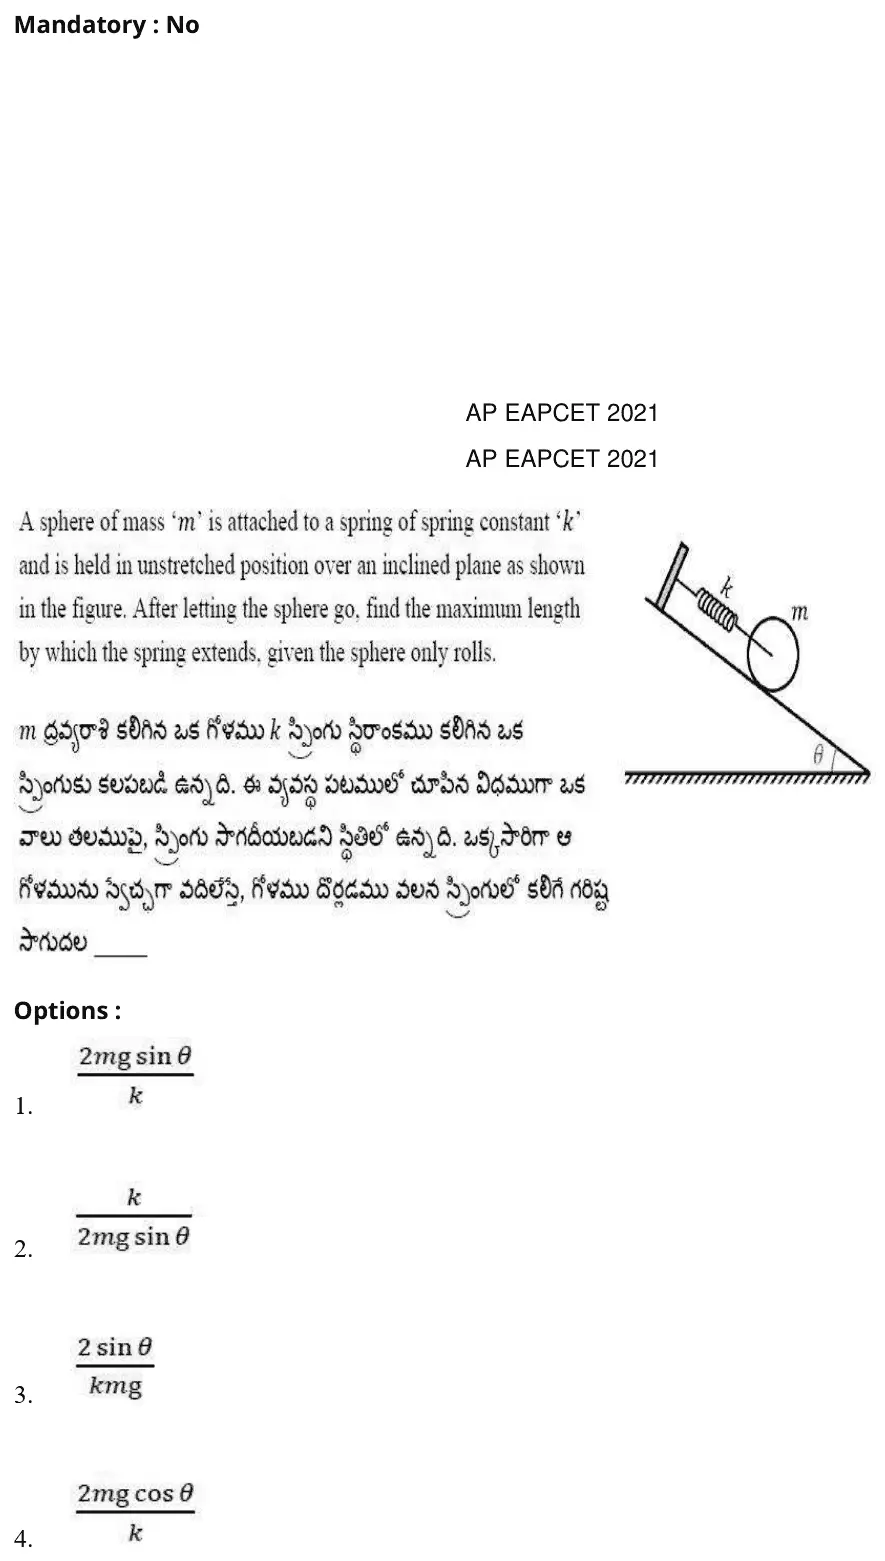 Mandatory : No
AP EAPCET 2021
AP EAPCET 2021
A sphere of mass ‘m’ is attached to a spring of spring constant ‘k’
and is held in unstretched position over an inclined plane as shown
in the figure. After letting the sphere go, find the maximum length
by which the spring extends, given the sphere only rolls.
k
m
θ
m ద్రవ్యరాశి కలిగిన ఒక గోళము k స్ప్రింగు స్థిరాంకము కలిగిన ఒక
స్ప్రింగుకు కలుపబడి ఉన్నది. ఈ వ్యవస్థ పటములో చూపిన విధముగా ఒక
వాలు తలముపై, స్ప్రింగు సాగదీయబడని స్థితిలో ఉన్నది. ఒక్కసారిగా ఆ
గోళమును స్వేచ్ఛగా వదిలేస్తే, గోళము దొర్లడము వలన స్ప్రింగులో కలిగే గరిష్ట
సాగుదల _____
Options :
1. 2mg sin θ / k
2. k / 2mg sin θ
3. 2 sin θ / kmg
4. 2mg cos θ / k